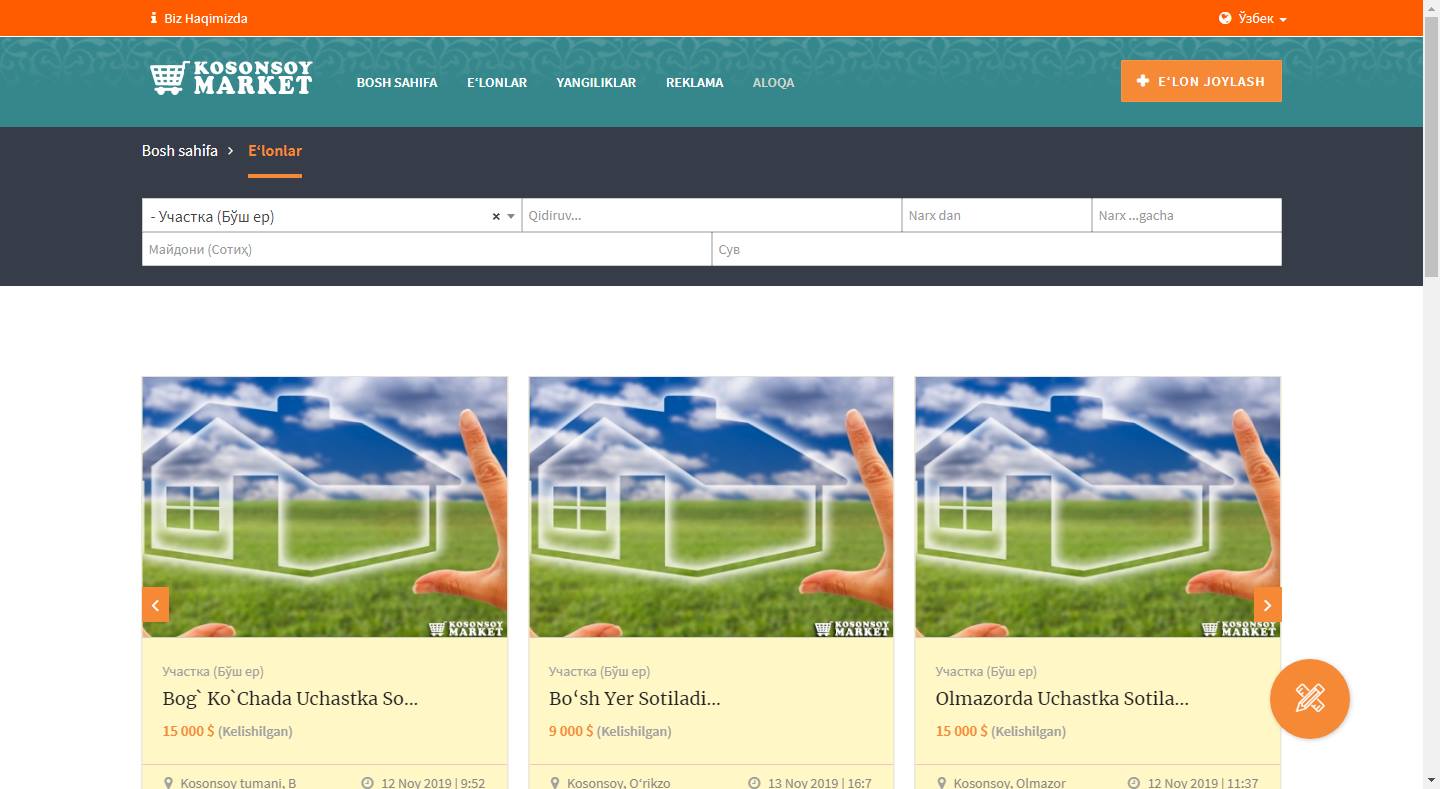 Biz Haqimizda
Ўзбек
KOSONSOY
MARKET
BOSH SAHIFA
E‘LONLAR
YANGILIKLAR
REKLAMA
ALOQA
E‘LON JOYLASH
Bosh sahifa
E‘lonlar
- Участка (Бўш ер)
×
Qidiruv...
Narx dan
Narx ...gacha
Майдони (Сотиҳ)
Сув
KOSONSOY
MARKET
KOSONSOY
MARKET
KOSONSOY
MARKET
Участка (Бўш ер)
Bog` Ko`Chada Uchastka So...
15 000 $ (Kelishilgan)
Kosonsoy tumani, B
12 Noy 2019 | 9:52
Участка (Бўш ер)
Bo‘sh Yer Sotiladi...
9 000 $ (Kelishilgan)
Kosonsoy, O‘rikzo
13 Noy 2019 | 16:7
Участка (Бўш ер)
Olmazorda Uchastka Sotila...
15 000 $ (Kelishilgan)
Kosonsoy, Olmazor
12 Noy 2019 | 11:37